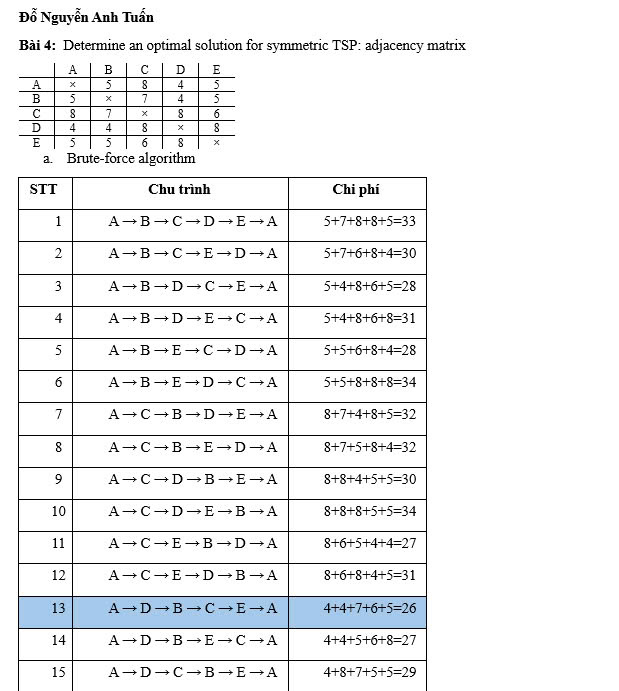 Đỗ Nguyễn Anh Tuấn
Bài 4: Determine an optimal solution for symmetric TSP: adjacency matrix
A B C D E
A × 5 8 4 5
B 5 × 7 4 5
C 8 7 × 8 6
D 4 4 8 × 8
E 5 5 6 8 ×
a. Brute-force algorithm
STT Chu trình Chi phí
1 A→B→C→D→E→A 5+7+8+8+5=33
2 A→B→C→E→D→A 5+7+6+8+4=30
3 A→B→D→C→E→A 5+4+8+6+5=28
4 A→B→D→E→C→A 5+4+8+6+8=31
5 A→B→E→C→D→A 5+5+6+8+4=28
6 A→B→E→D→C→A 5+5+8+8+8=34
7 A→C→B→D→E→A 8+7+4+8+5=32
8 A→C→B→E→D→A 8+7+5+8+4=32
9 A→C→D→B→E→A 8+8+4+5+5=30
10 A→C→D→E→B→A 8+8+8+5+5=34
11 A→C→E→B→D→A 8+6+5+4+4=27
12 A→C→E→D→B→A 8+6+8+4+5=31
13 A→D→B→C→E→A 4+4+7+6+5=26
14 A→D→B→E→C→A 4+4+5+6+8=27
15 A→D→C→B→E→A 4+8+7+5+5=29